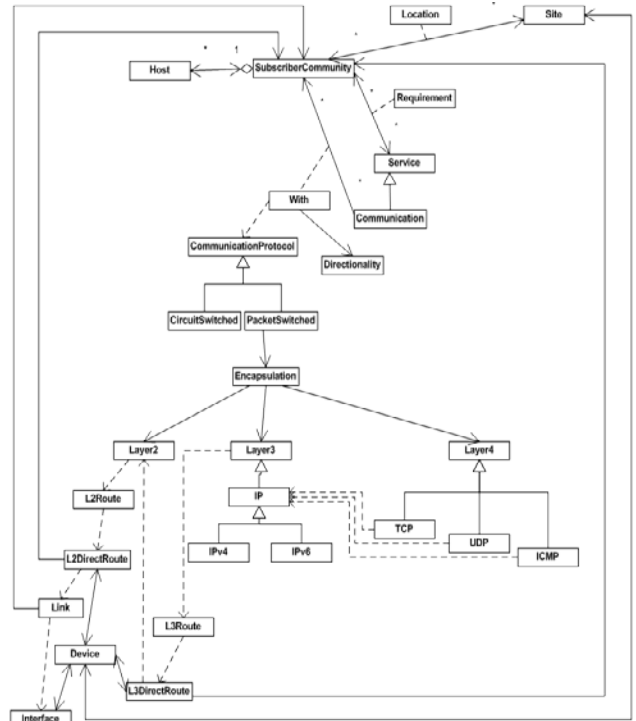 Location
Site
* 1
Host
SubscriberCommunity
Requirement
Service
With
Communication
CommunicationProtocol
Directionality
CircuitSwitched
PacketSwitched
Encapsulation
Layer2
Layer3
Layer4
L2Route
IP
TCP
UDP
IPv4
IPv6
ICMP
L2DirectRoute
Link
L3Route
Device
L3DirectRoute
Interface